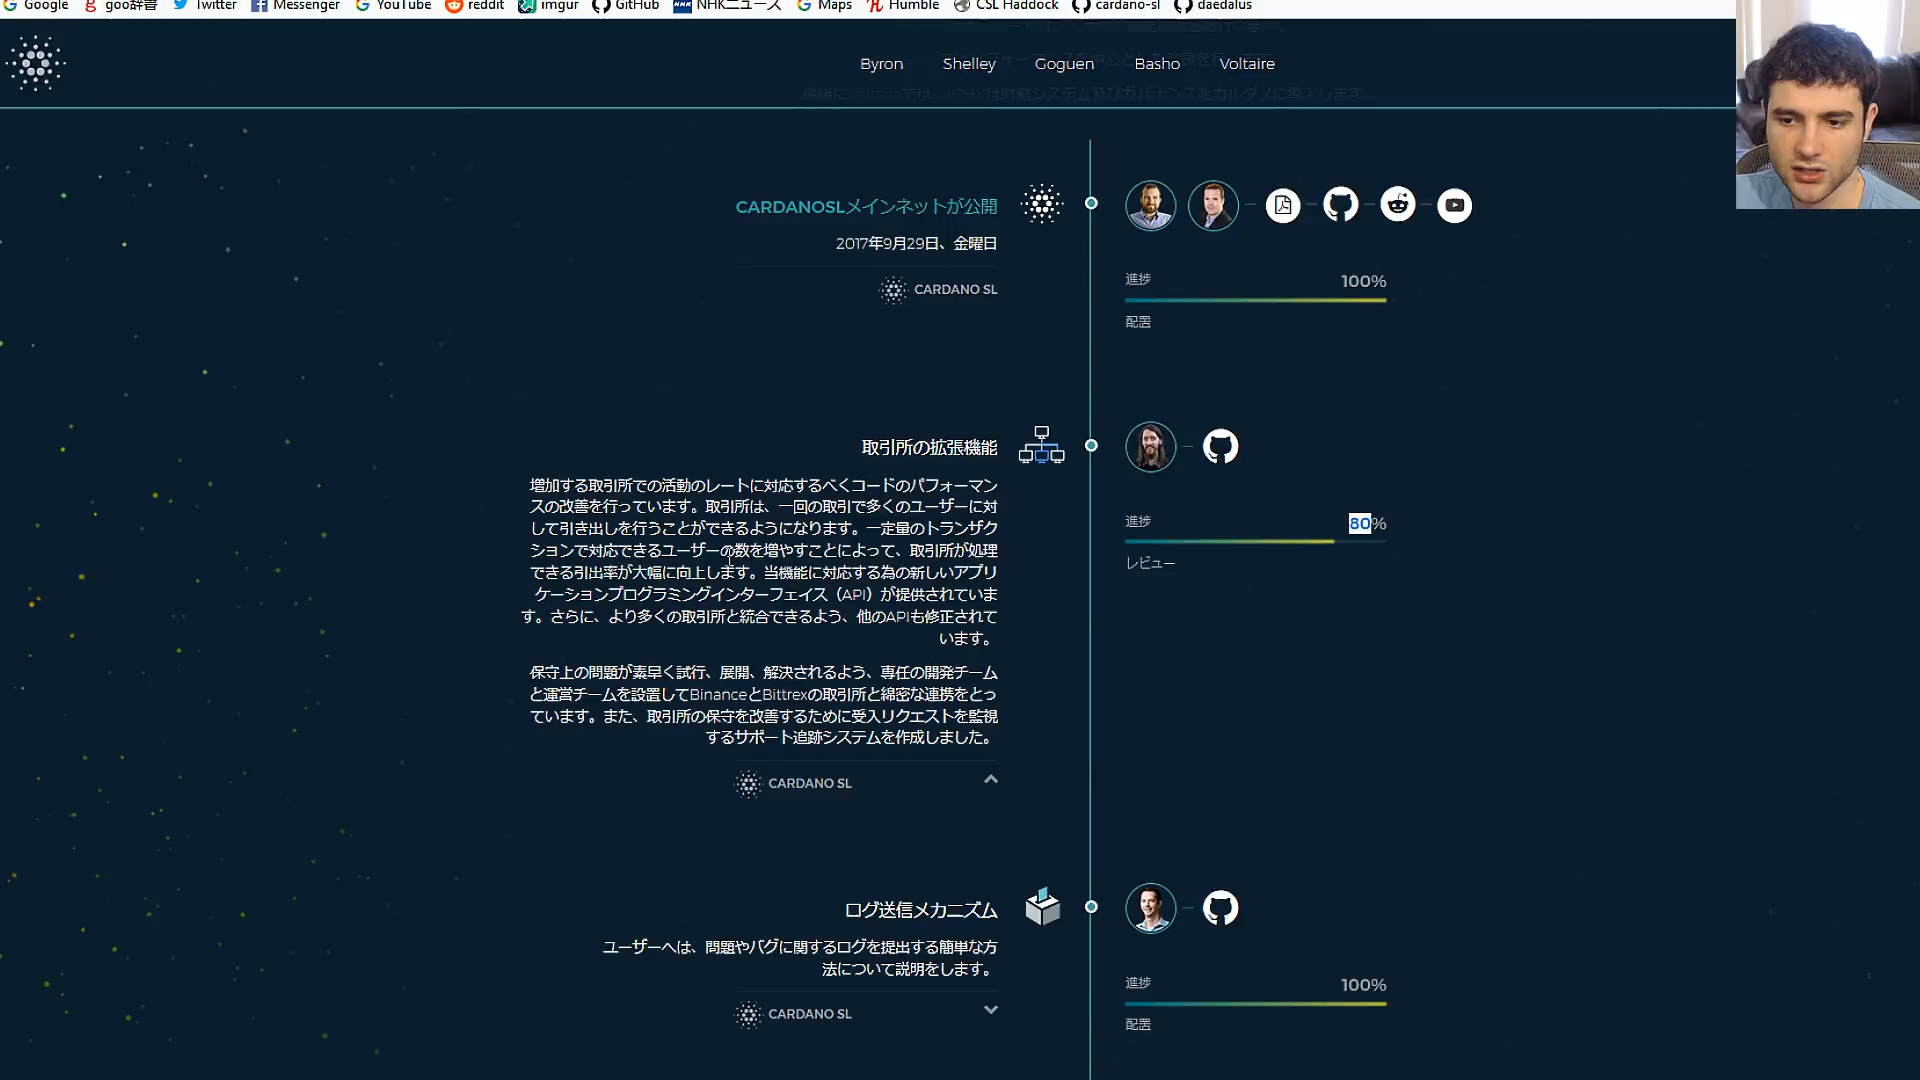 Google goo辞書 Twitter Messenger YouTube reddit imgur GitHub NHKニュース Maps Humble CSL Haddock cardano-sl daedalus
Byron Shelley Goguen Basho Voltaire
CARDANOSLメインネットが公開
2017年9月29日、金曜日
CARDANO SL
進捗 100%
配置
取引所の拡張機能
増加する取引所での活動のレートに対応するべくコードのパフォーマン
スの改善を行っています。取引所は、一回の取引で多くのユーザーに対
して引き出しを行うことができるようになります。一定量のトランザク
ションで対応できるユーザーの数を増やすことによって、取引所が処理
できる引出率が大幅に向上します。当機能に対応する為の新しいアプリ
ケーションプログラミングインターフェイス（API）が提供されていま
す。さらに、より多くの取引所と統合できるよう、他のAPIも修正されて
います。
保守上の問題が素早く試行、展開、解決されるよう、専任の開発チーム
と運営チームを設置してBinanceとBittrexの取引所と綿密な連携をとっ
ています。また、取引所の保守を改善するために受入リクエストを監視
するサポート追跡システムを作成しました。
CARDANO SL
進捗 80%
レビュー
ログ送信メカニズム
ユーザーへは、問題やバグに関するログを提出する簡単な方
法について説明をします。
CARDANO SL
進捗 100%
配置